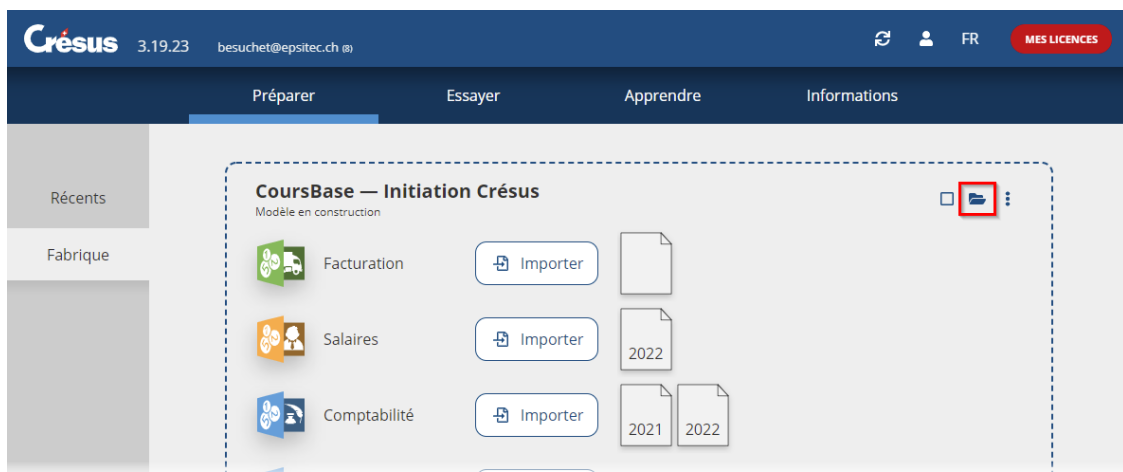 Crésus 3.19.23 besuchet@epsitec.ch (8) FR MES LICENCES
Préparer Essayer Apprendre Informations
Récents
Fabrique
CoursBase — Initiation Crésus
Modèle en construction
Facturation Importer
Salaires Importer 2022
Comptabilité Importer 2021 2022